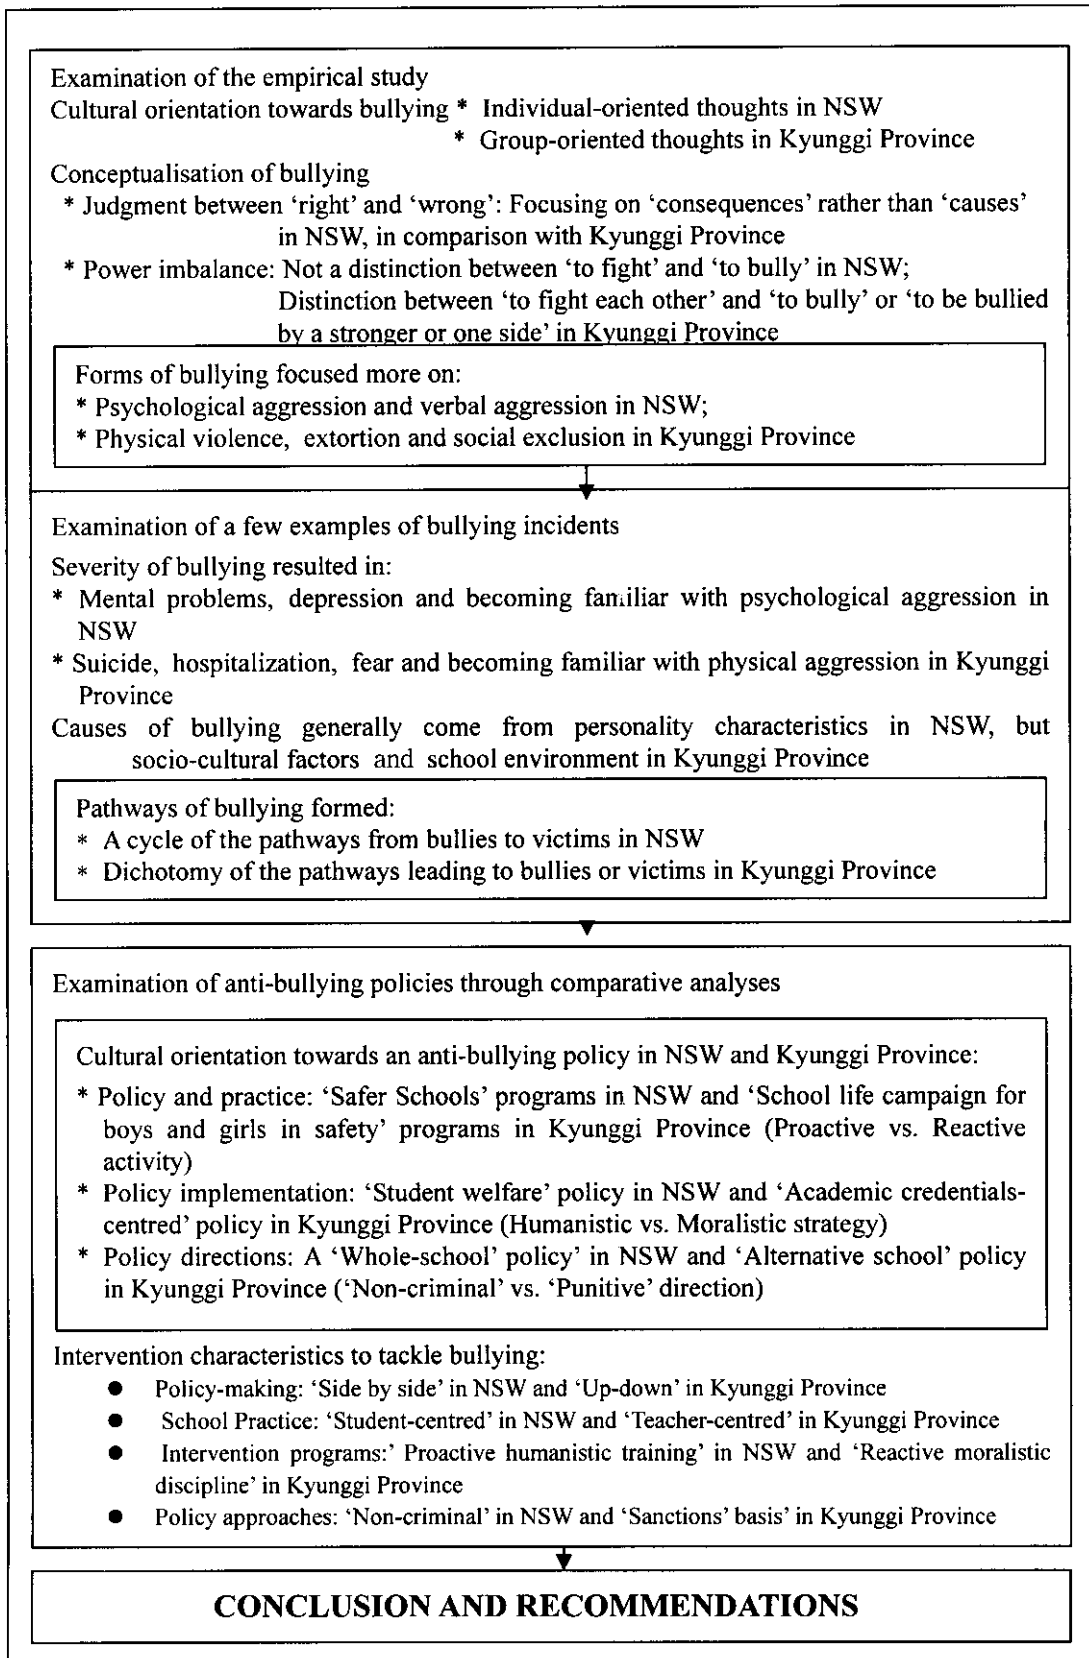 Examination of the empirical study
Cultural orientation towards bullying * Individual-oriented thoughts in NSW
* Group-oriented thoughts in Kyunggi Province
Conceptualisation of bullying
* Judgment between ‘right’ and ‘wrong’: Focusing on ‘consequences’ rather than ‘causes’
in NSW, in comparison with Kyunggi Province
* Power imbalance: Not a distinction between ‘to fight’ and ‘to bully’ in NSW;
Distinction between ‘to fight each other’ and ‘to bully’ or ‘to be bullied
by a stronger or one side’ in Kyunggi Province
Forms of bullying focused more on:
* Psychological aggression and verbal aggression in NSW;
* Physical violence, extortion and social exclusion in Kyunggi Province
Examination of a few examples of bullying incidents
Severity of bullying resulted in:
* Mental problems, depression and becoming familiar with psychological aggression in
NSW
* Suicide, hospitalization, fear and becoming familiar with physical aggression in Kyunggi
Province
Causes of bullying generally come from personality characteristics in NSW, but
socio-cultural factors and school environment in Kyunggi Province
Pathways of bullying formed:
* A cycle of the pathways from bullies to victims in NSW
* Dichotomy of the pathways leading to bullies or victims in Kyunggi Province
Examination of anti-bullying policies through comparative analyses
Cultural orientation towards an anti-bullying policy in NSW and Kyunggi Province:
* Policy and practice: ‘Safer Schools’ programs in NSW and ‘School life campaign for
boys and girls in safety’ programs in Kyunggi Province (Proactive vs. Reactive
activity)
* Policy implementation: ‘Student welfare’ policy in NSW and ‘Academic credentials-
centred’ policy in Kyunggi Province (Humanistic vs. Moralistic strategy)
* Policy directions: A ‘Whole-school’ policy’ in NSW and ‘Alternative school’ policy
in Kyunggi Province (‘Non-criminal’ vs. ‘Punitive’ direction)
Intervention characteristics to tackle bullying:
● Policy-making: ‘Side by side’ in NSW and ‘Up-down’ in Kyunggi Province
● School Practice: ‘Student-centred’ in NSW and ‘Teacher-centred’ in Kyunggi Province
● Intervention programs:’ Proactive humanistic training’ in NSW and ‘Reactive moralistic
discipline’ in Kyunggi Province
● Policy approaches: ‘Non-criminal’ in NSW and ‘Sanctions’ basis’ in Kyunggi Province
CONCLUSION AND RECOMMENDATIONS